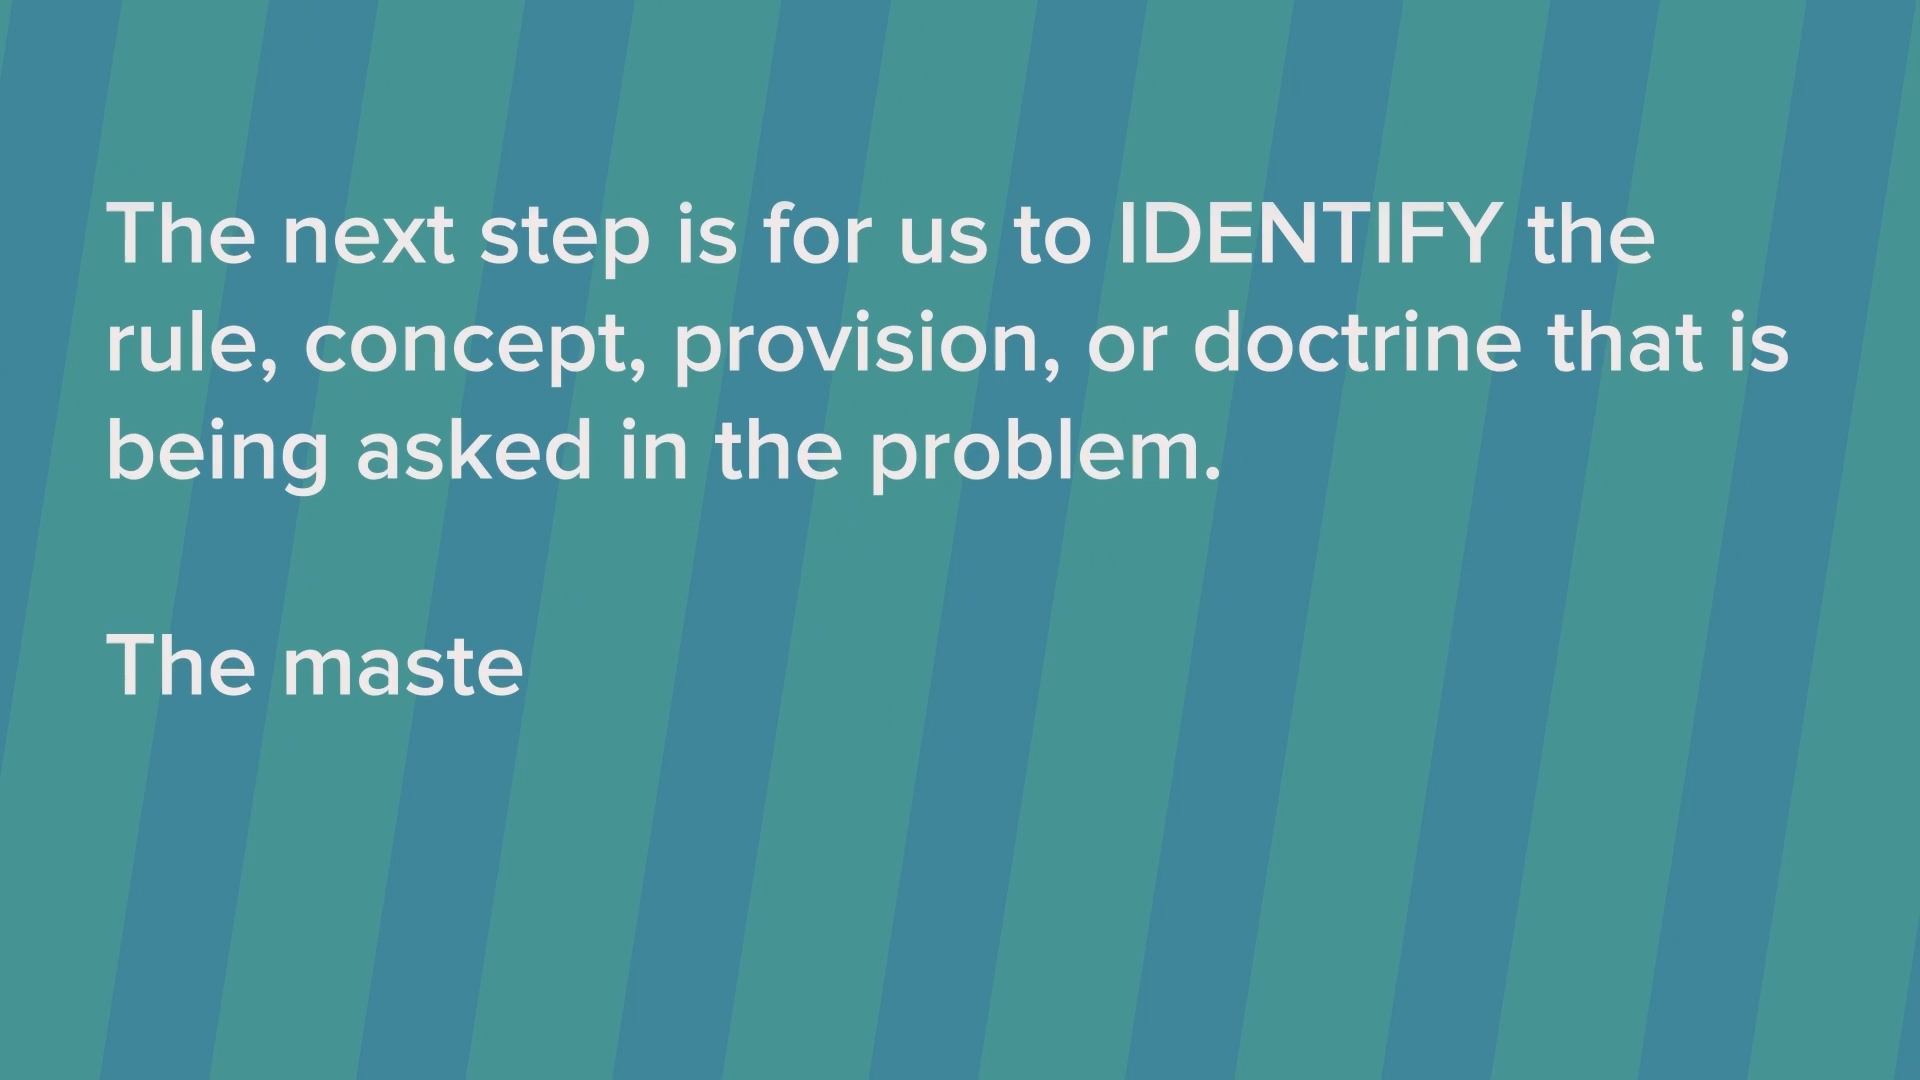 The next step is for us to IDENTIFY the
rule, concept, provision, or doctrine that is
being asked in the problem.
The maste